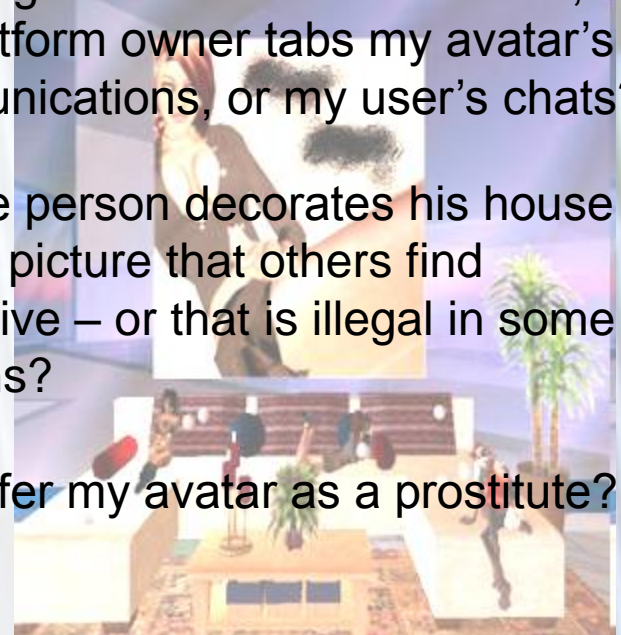 tform owner tabs my avatar's
unications, or my user's chats
e person decorates his house
picture that others find
ive – or that is illegal in some
s?
fer my avatar as a prostitute?